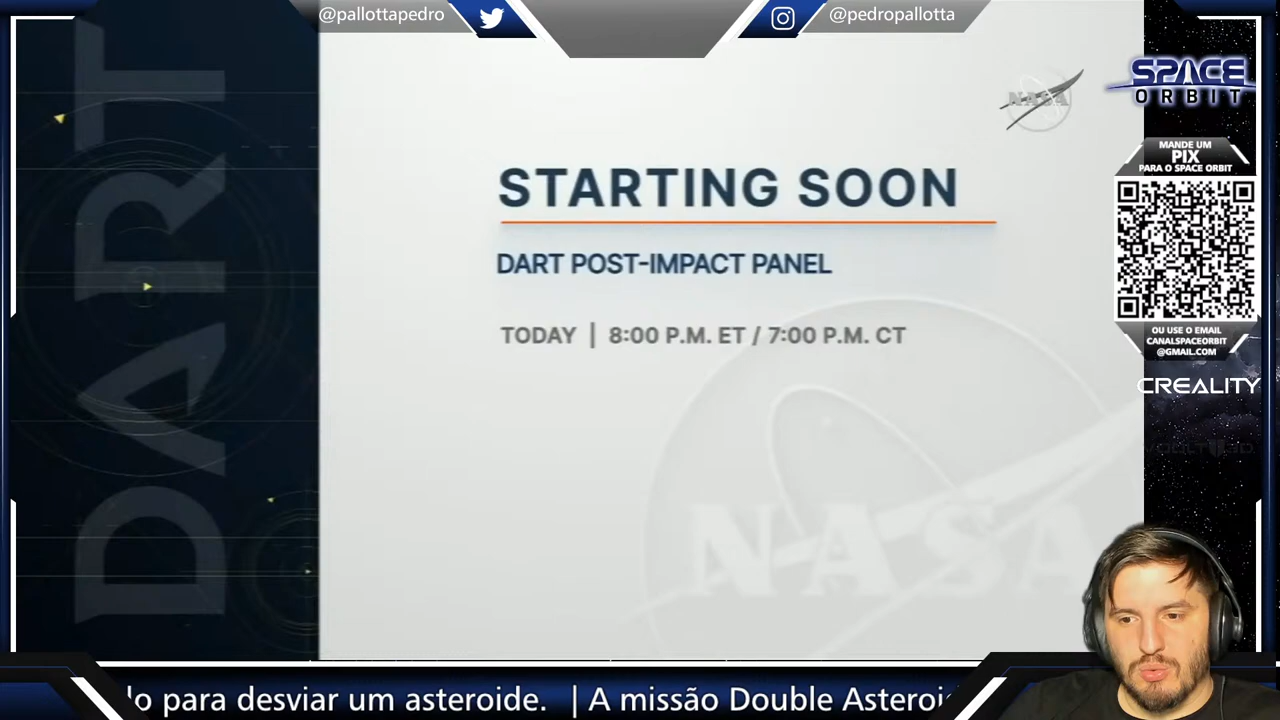 @pallottapedro
@pedropallotta
NASA
SPACE
ORBIT
MANDE UM
PIX
PARA O SPACE ORBIT
OU USE O EMAIL
CANALSPACEORBIT
@GMAIL.COM
CREALITY
DART
STARTING SOON
DART POST-IMPACT PANEL
TODAY | 8:00 P.M. ET / 7:00 P.M. CT
NASA
lo para desviar um asteroide. | A missão Double Asteroi